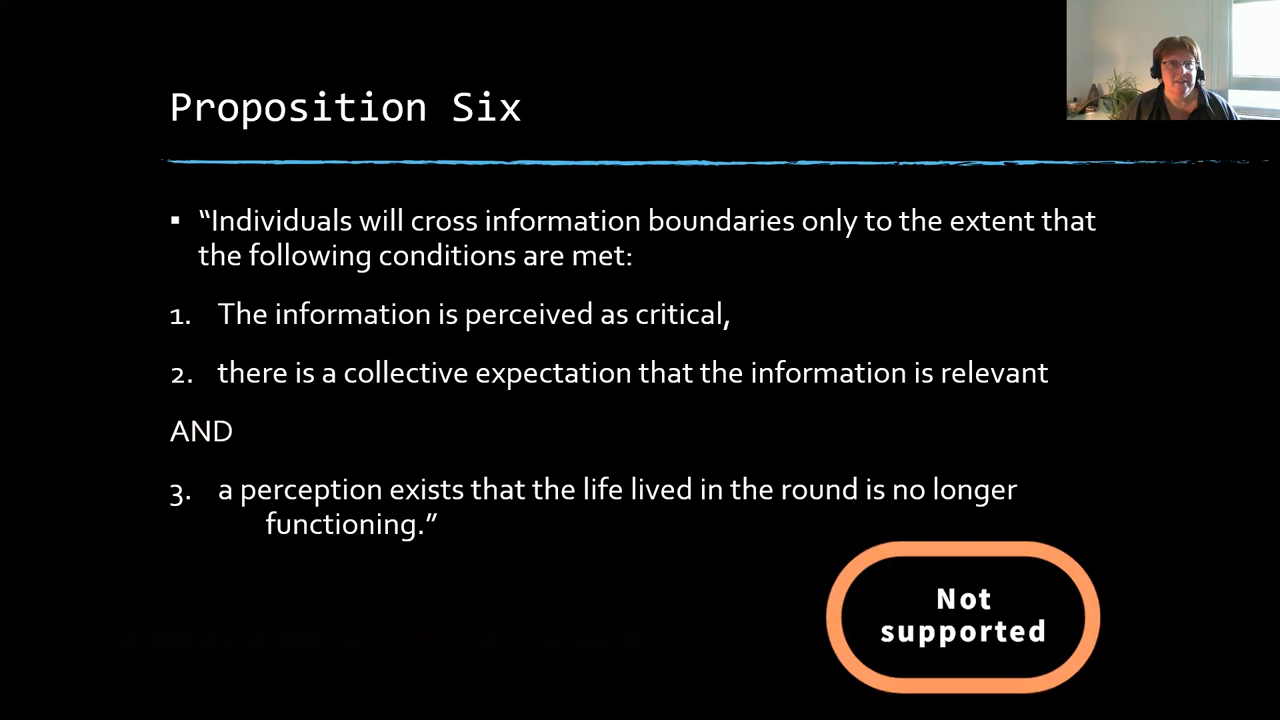 Proposition Six
▪ “Individuals will cross information boundaries only to the extent that
the following conditions are met:
1. The information is perceived as critical,
2. there is a collective expectation that the information is relevant
AND
3. a perception exists that the life lived in the round is no longer
functioning.”
Not
supported